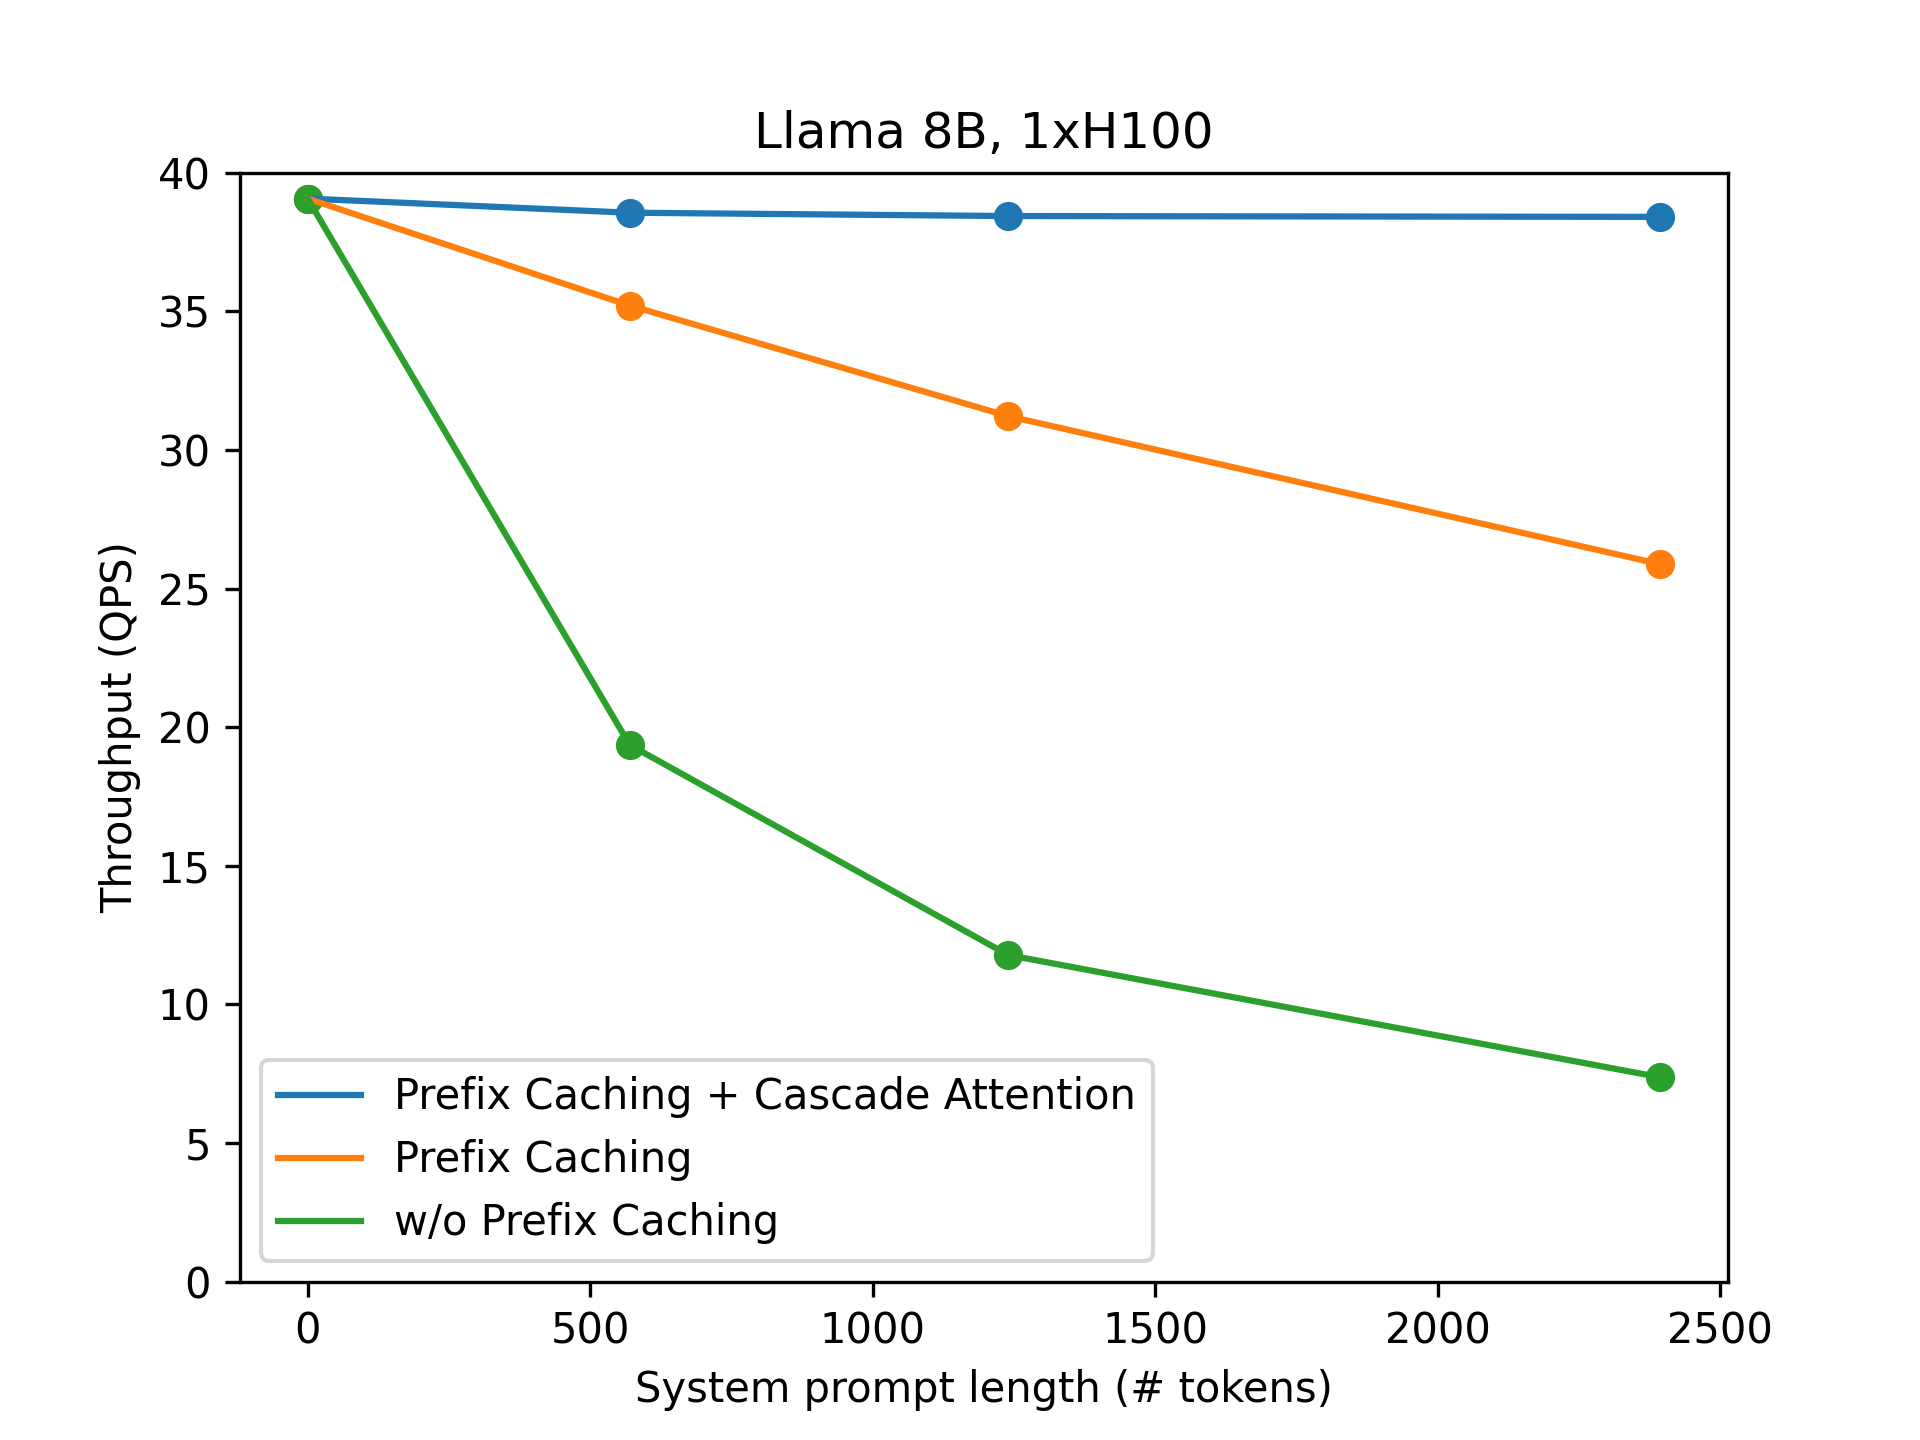 Llama 8B, 1xH100
40
35
30
25
20
15
10
5
0
Throughput (QPS)
Prefix Caching + Cascade Attention
Prefix Caching
w/o Prefix Caching
0 500 1000 1500 2000 2500
System prompt length (# tokens)